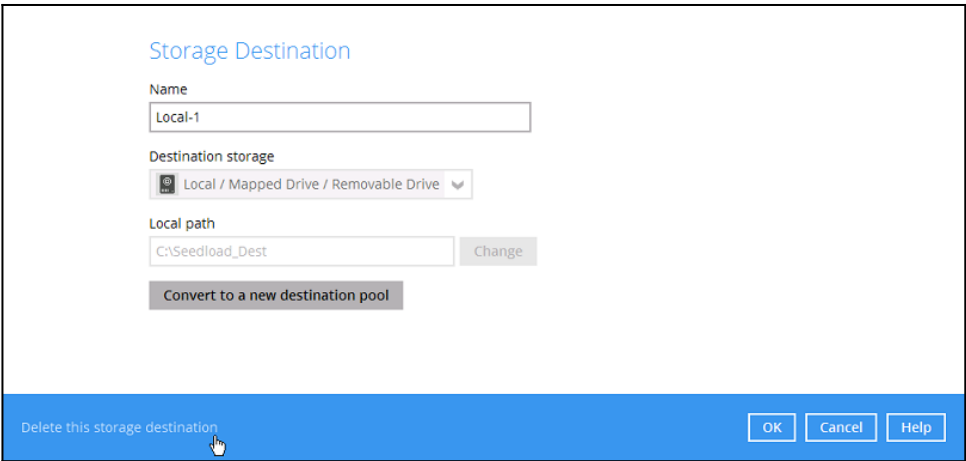 Storage Destination
Name
Local-1
Destination storage
Local / Mapped Drive / Removable Drive
Local path
C:\Seedload_Dest
Change
Convert to a new destination pool
Delete this storage destination
OK
Cancel
Help